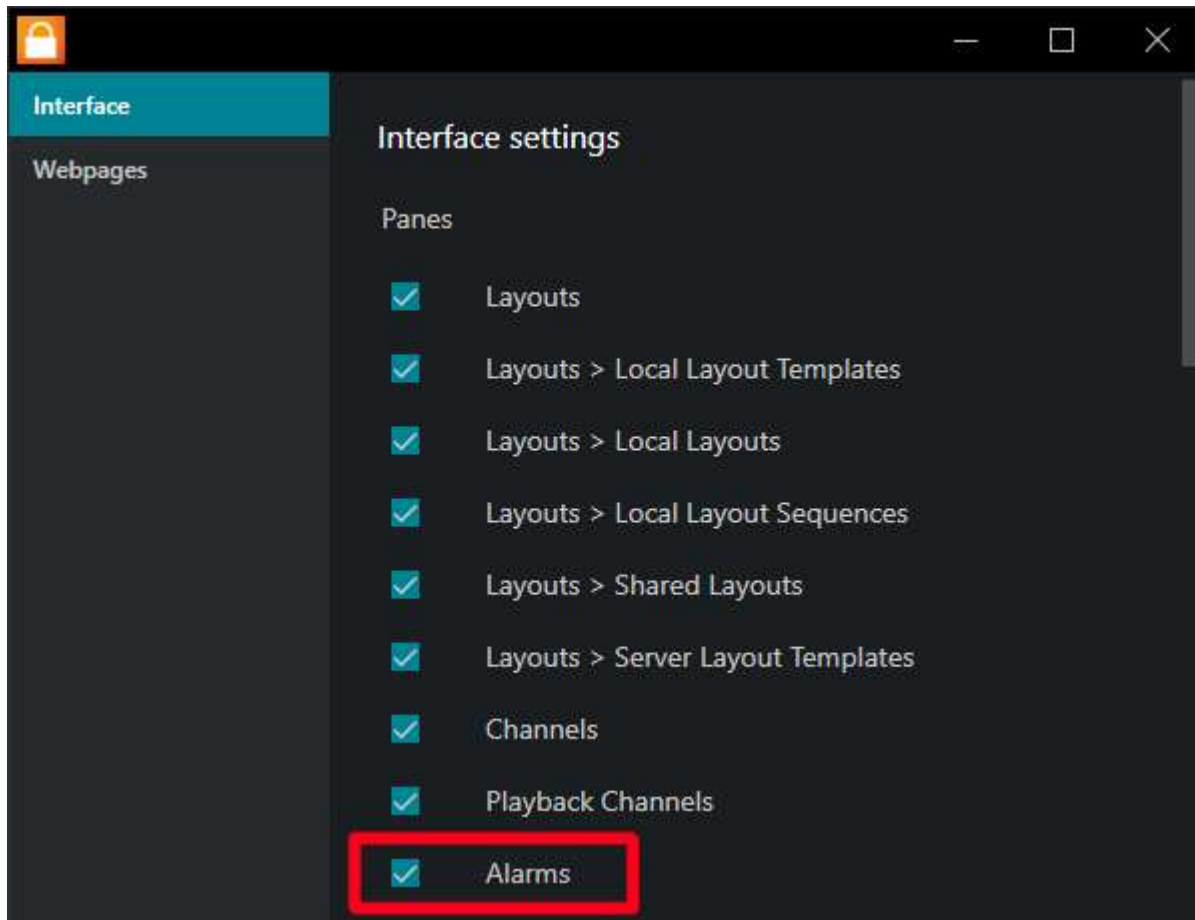 Interface
Webpages
Interface settings
Panes
Layouts
Layouts > Local Layout Templates
Layouts > Local Layouts
Layouts > Local Layout Sequences
Layouts > Shared Layouts
Layouts > Server Layout Templates
Channels
Playback Channels
Alarms